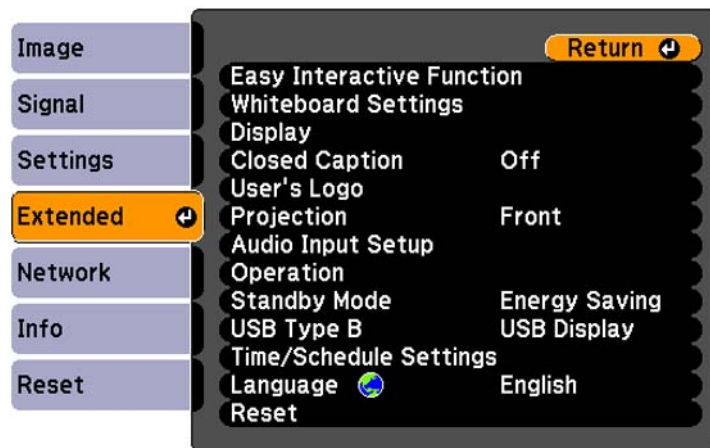 Image
Signal
Settings
Extended
Network
Info
Reset
Return
Easy Interactive Function
Whiteboard Settings
Display
Closed Caption Off
User's Logo
Projection Front
Audio Input Setup
Operation
Standby Mode Energy Saving
USB Type B USB Display
Time/Schedule Settings
Language English
Reset